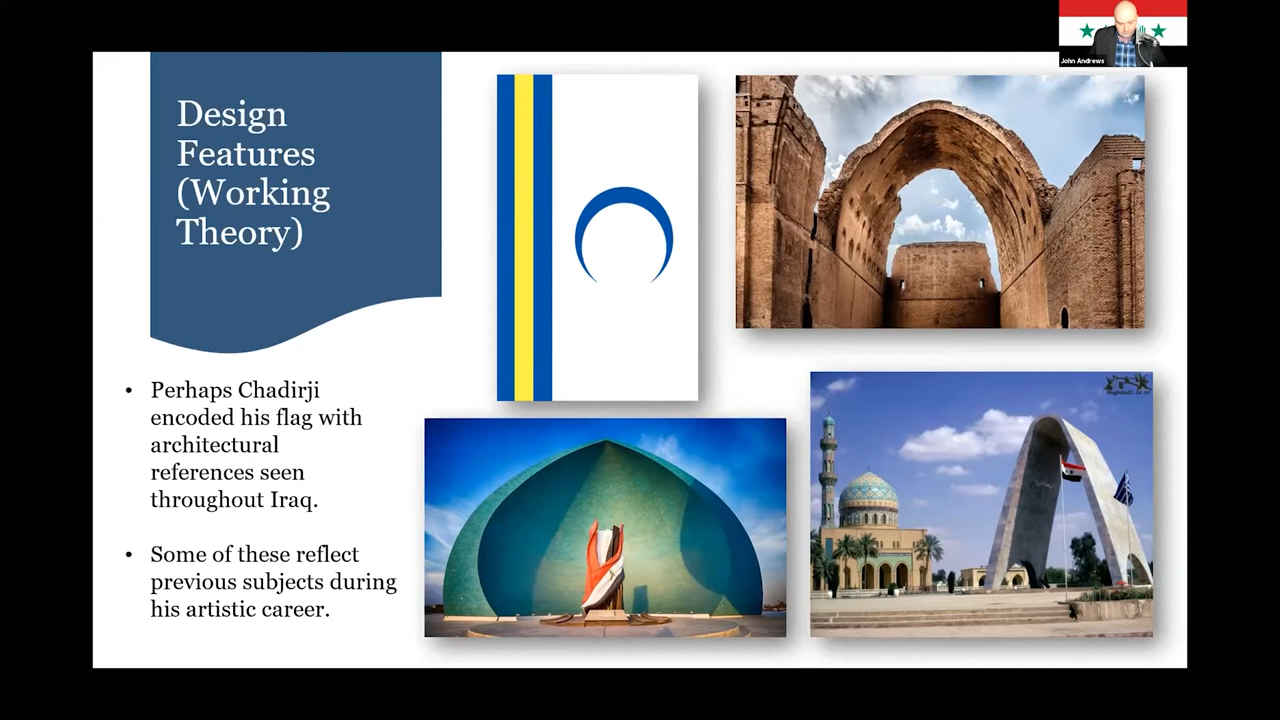 John Andrews
Design
Features
(Working
Theory)
• Perhaps Chadirji
encoded his flag with
architectural
references seen
throughout Iraq.
• Some of these reflect
previous subjects during
his artistic career.